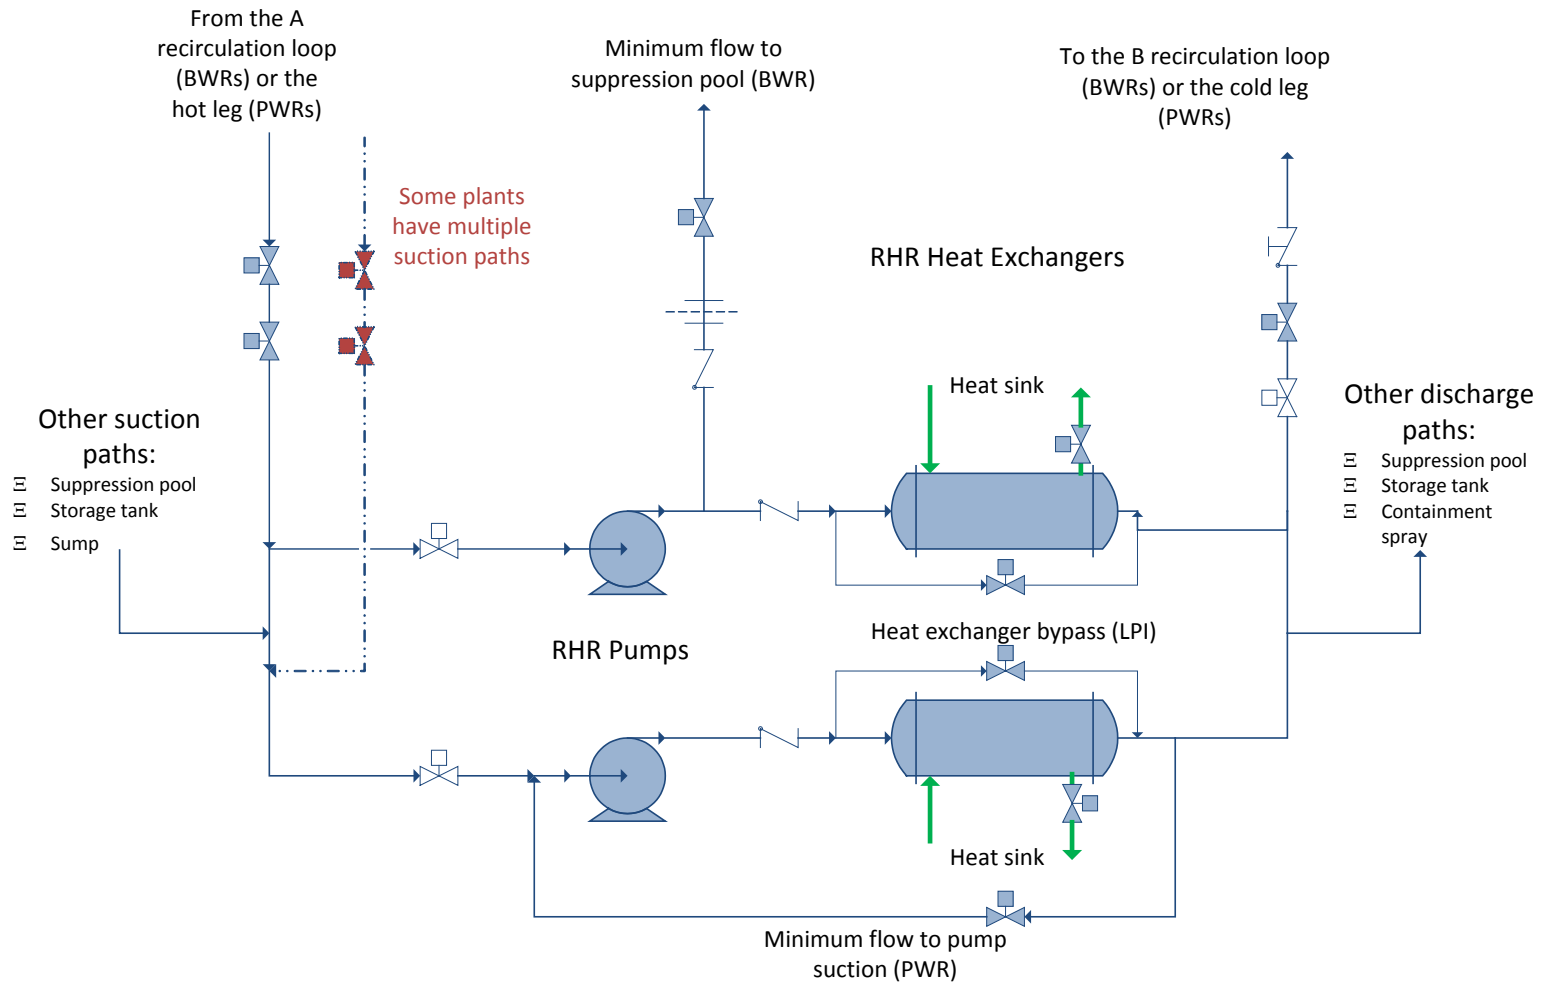 From the A
recirculation loop
(BWRs) or the
hot leg (PWRs)
Minimum flow to
suppression pool (BWR)
To the B recirculation loop
(BWRs) or the cold leg
(PWRs)
Some plants
have multiple
suction paths
RHR Heat Exchangers
Heat sink
Other suction
paths:
Ξ Suppression pool
Ξ Storage tank
Ξ Sump
Other discharge
paths:
Ξ Suppression pool
Ξ Storage tank
Ξ Containment
spray
Heat exchanger bypass (LPI)
RHR Pumps
Heat sink
Minimum flow to pump
suction (PWR)